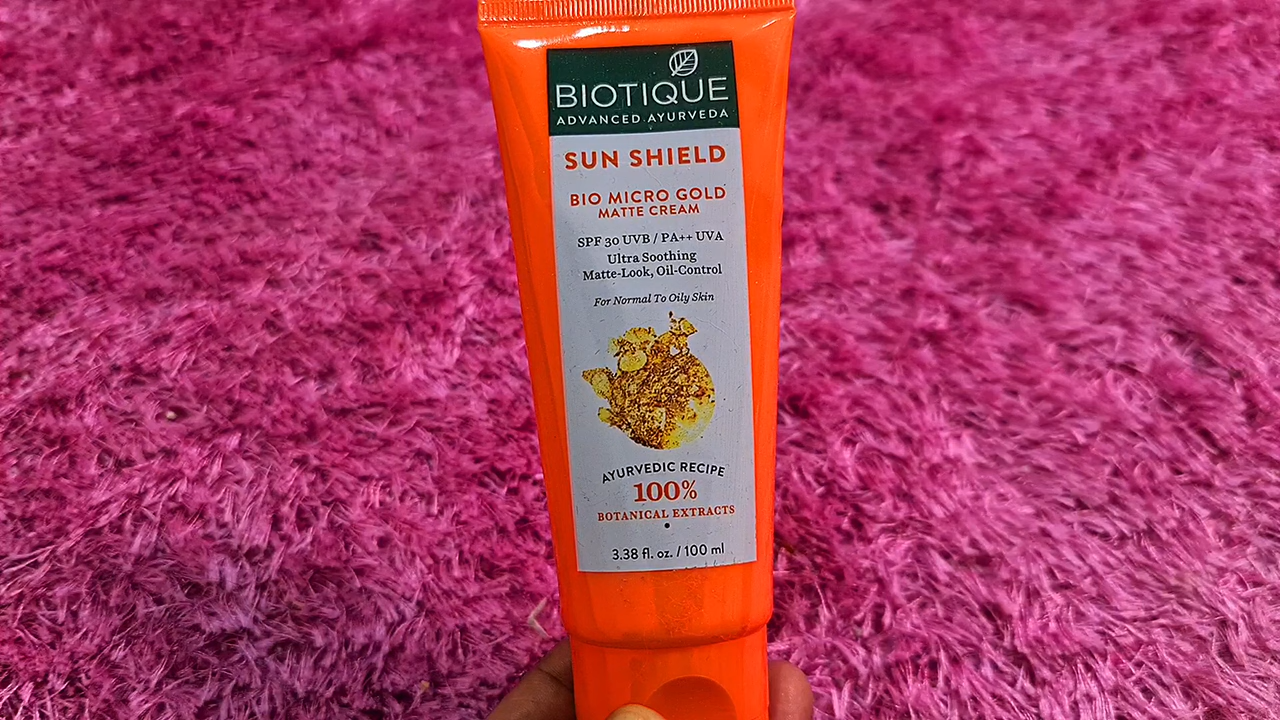 BIOTIQUE
ADVANCED AYURVEDA
SUN SHIELD
BIO MICRO GOLD
MATTE CREAM
SPF 30 UVB / PA++ UVA
Ultra Soothing
Matte-Look, Oil-Control
For Normal To Oily Skin
AYURVEDIC RECIPE
100%
BOTANICAL EXTRACTS
3.38 fl. oz. / 100 ml